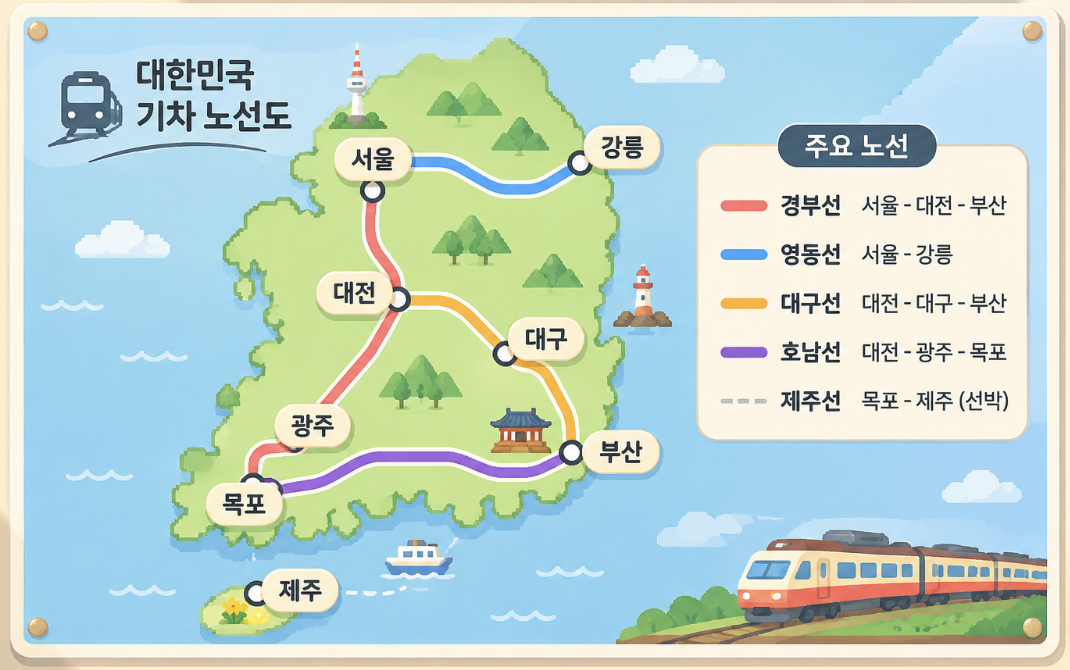 대한민국
기차 노선도
서울
강릉
대전
대구
광주
부산
목포
제주
주요 노선
경부선 서율 - 대전 - 부산
영동선 서율 - 강릉
대구선 대전 - 대구 - 부산
호남선 대전 - 광주 - 목포
제주선 목포 - 제주 (선박)